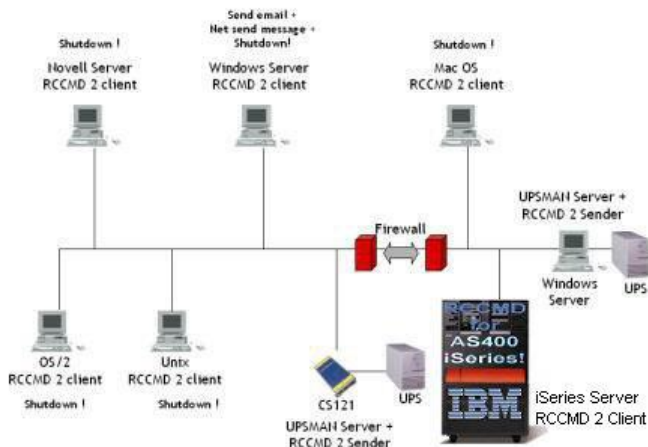 Shutdown !
Novell Server
RCCMD 2 client
Send email +
Net send message +
Shutdown!
Windows Server
RCCMD 2 client
Shutdown !
Mac OS
RCCMD 2 client
UPSMAN Server +
RCCMD 2 Sender
Firewall
Windows
Server
UPS
OS/2
RCCMD 2 client
Shutdown !
Unix
RCCMD 2 client
Shutdown !
CS121
UPS
UPSMAN Server +
RCCMD 2 Sender
RCCMD
for
AS400
iSeries!
IBM
iSeries Server
RCCMD 2 Client